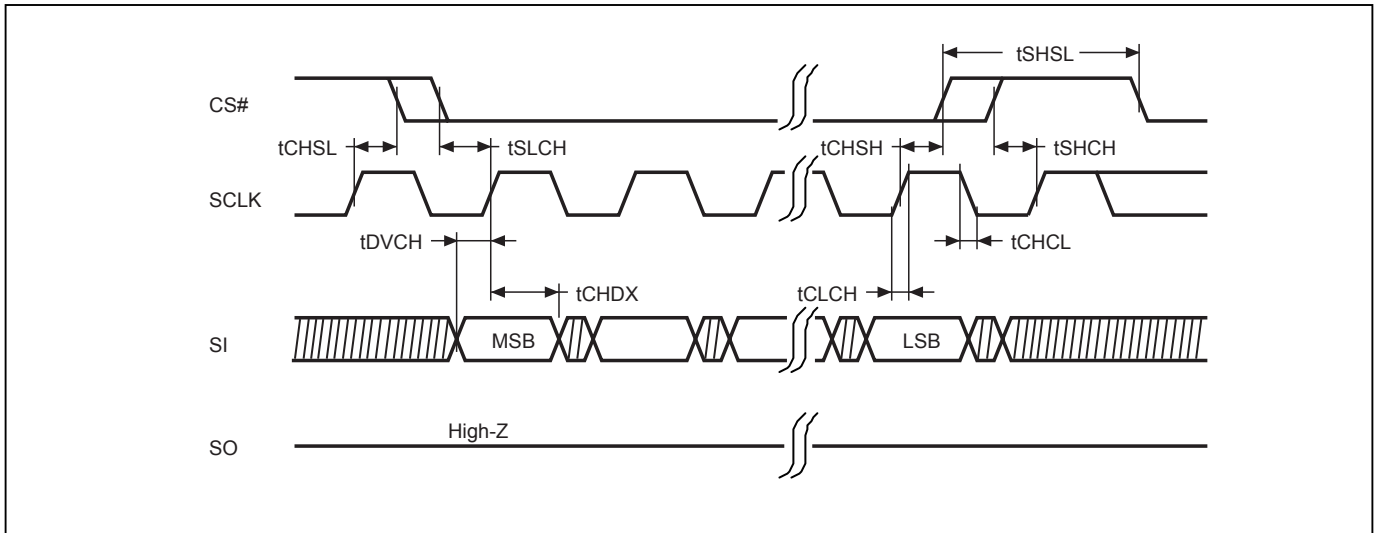 tSHSL
CS#
tCHSL
tSLCH
tCHSH
tSHCH
SCLK
tDVCH
tCHCL
tCHDX
tCLCH
SI
MSB
LSB
High-Z
SO